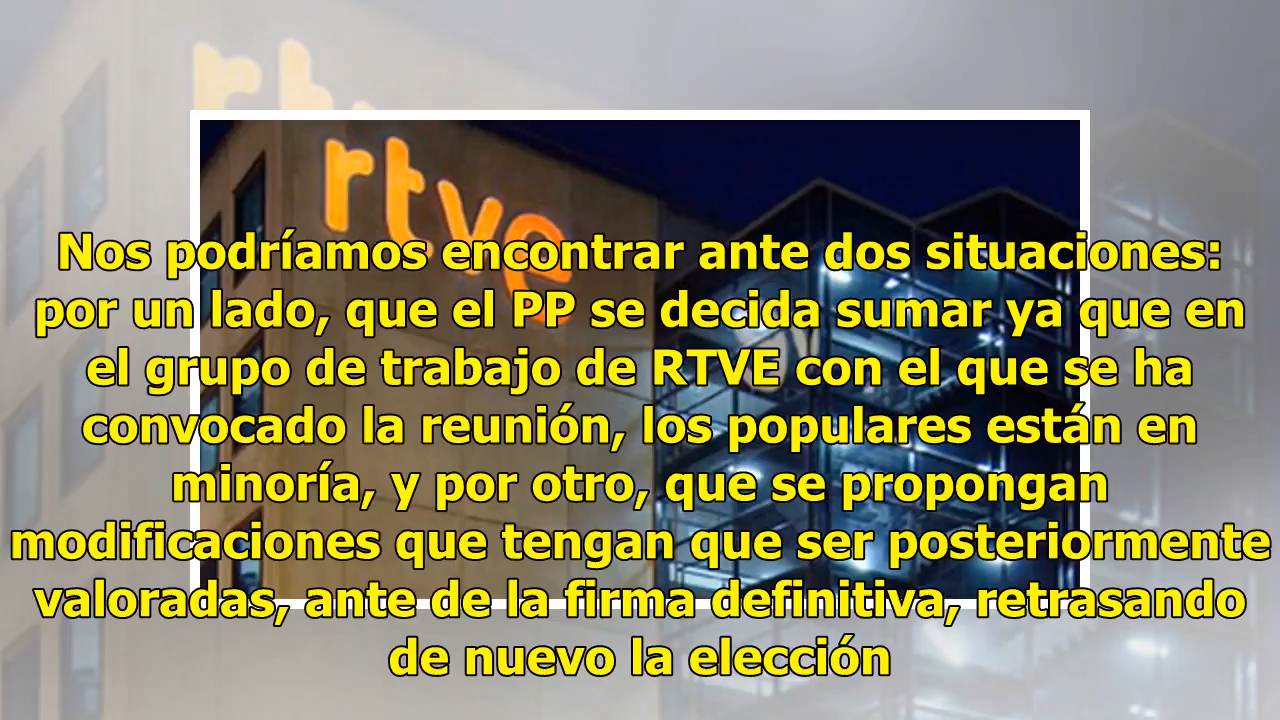 rtve
Nos podríamos encontrar ante dos situaciones:
por un lado, que el PP se decida sumar ya que en
el grupo de trabajo de RTVE con el que se ha
convocado la reunión, los populares están en
minoría, y por otro, que se propongan
modificaciones que tengan que ser posteriormente
valoradas, ante de la firma definitiva, retrasando
de nuevo la elección